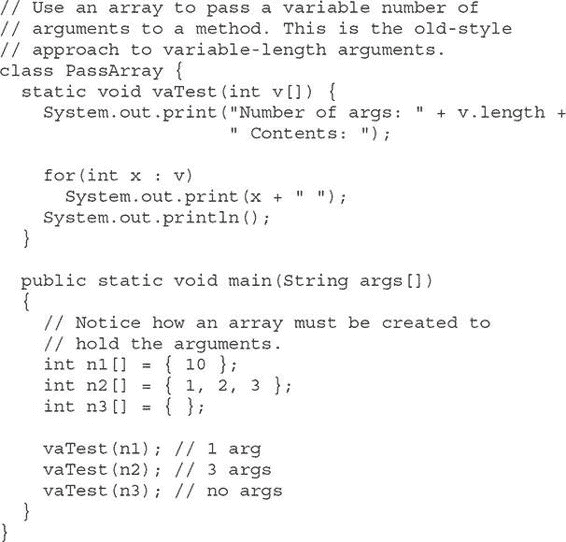 // Use an array to pass a variable number of
// arguments to a method. This is the old-style
// approach to variable-length arguments.
class PassArray {
  static void vaTest(int v[]) {
    System.out.print("Number of args: " + v.length +
                     " Contents: ");

    for(int x : v)
      System.out.print(x + " ");
    System.out.println();
  }

  public static void main(String args[])
  {
    // Notice how an array must be created to
    // hold the arguments.
    int n1[] = { 10 };
    int n2[] = { 1, 2, 3 };
    int n3[] = { };

    vaTest(n1); // 1 arg
    vaTest(n2); // 3 args
    vaTest(n3); // no args
  }
}